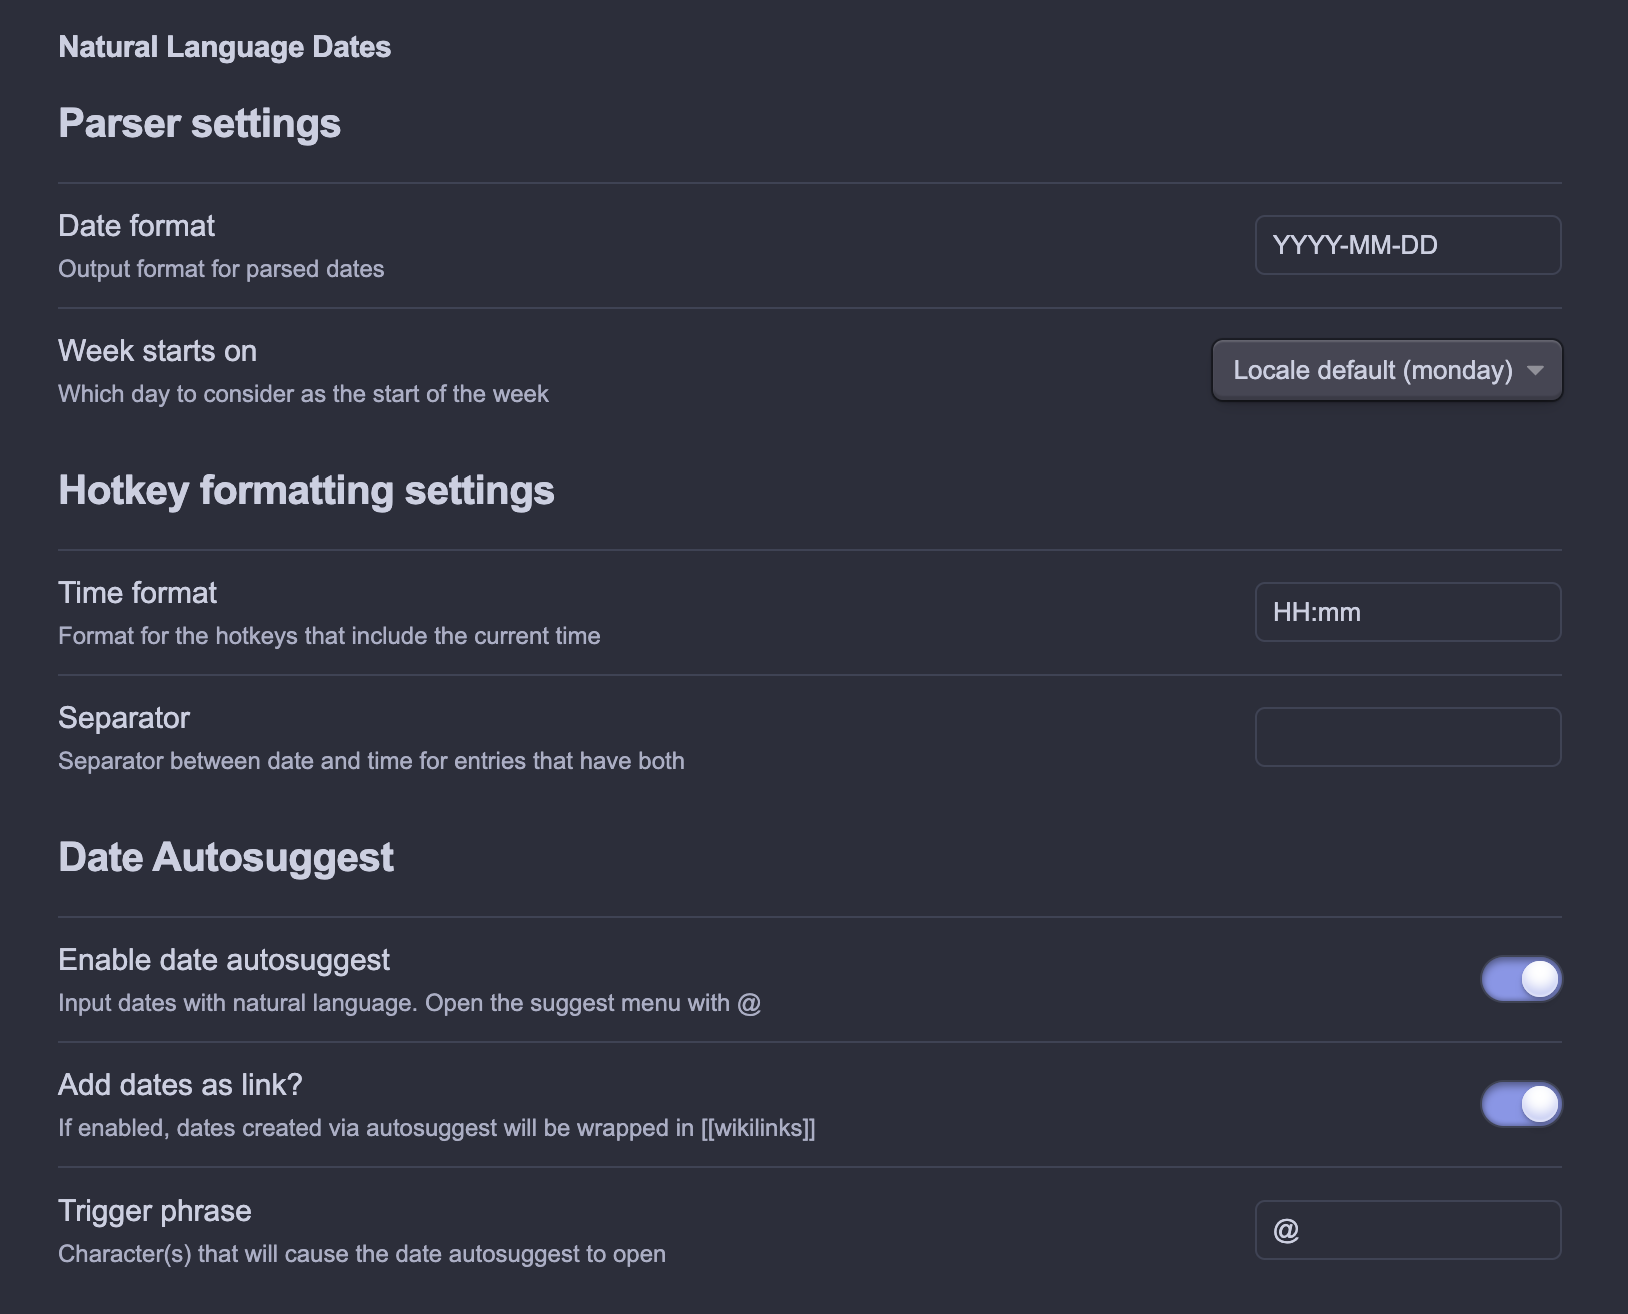 Natural Language Dates
Parser settings
Date format
Output format for parsed dates
YYYY-MM-DD
Week starts on
Which day to consider as the start of the week
Locale default (monday)
Hotkey formatting settings
Time format
Format for the hotkeys that include the current time
HH:mm
Separator
Separator between date and time for entries that have both
Date Autosuggest
Enable date autosuggest
Input dates with natural language. Open the suggest menu with @
Add dates as link?
If enabled, dates created via autosuggest will be wrapped in [[wikilinks]]
Trigger phrase
Character(s) that will cause the date autosuggest to open
@